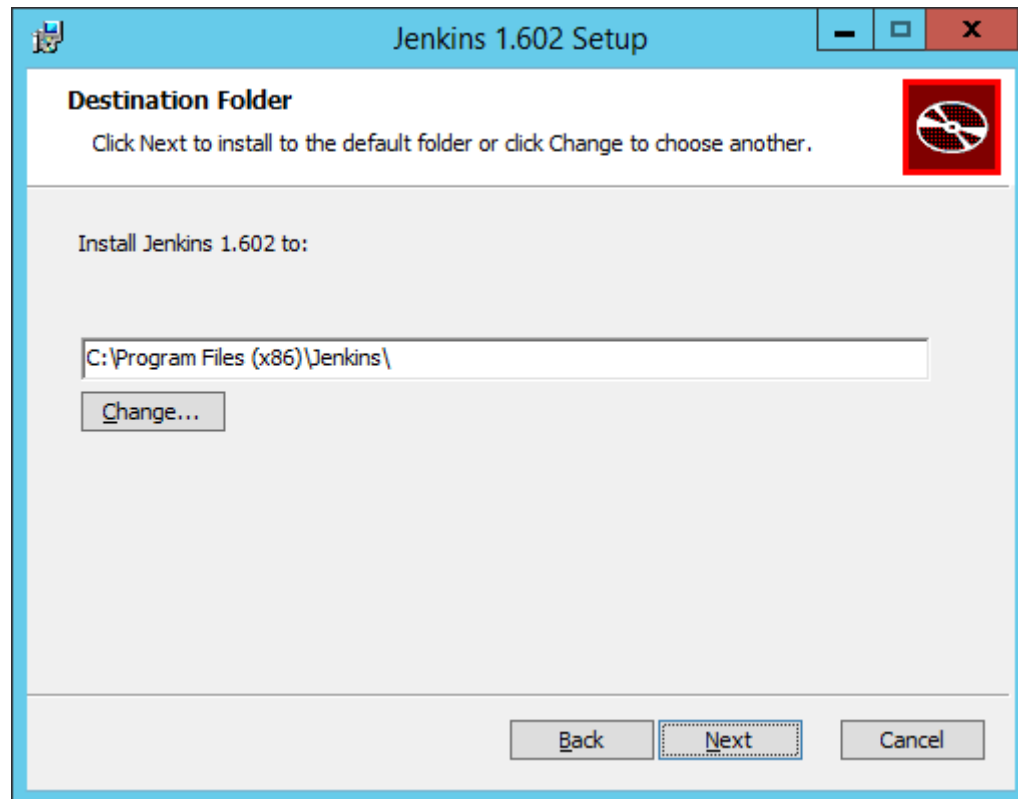 Jenkins 1.602 Setup
Destination Folder
Click Next to install to the default folder or click Change to choose another.
Install Jenkins 1.602 to:
C:\Program Files (x86)\Jenkins\
Change...
Back Next Cancel